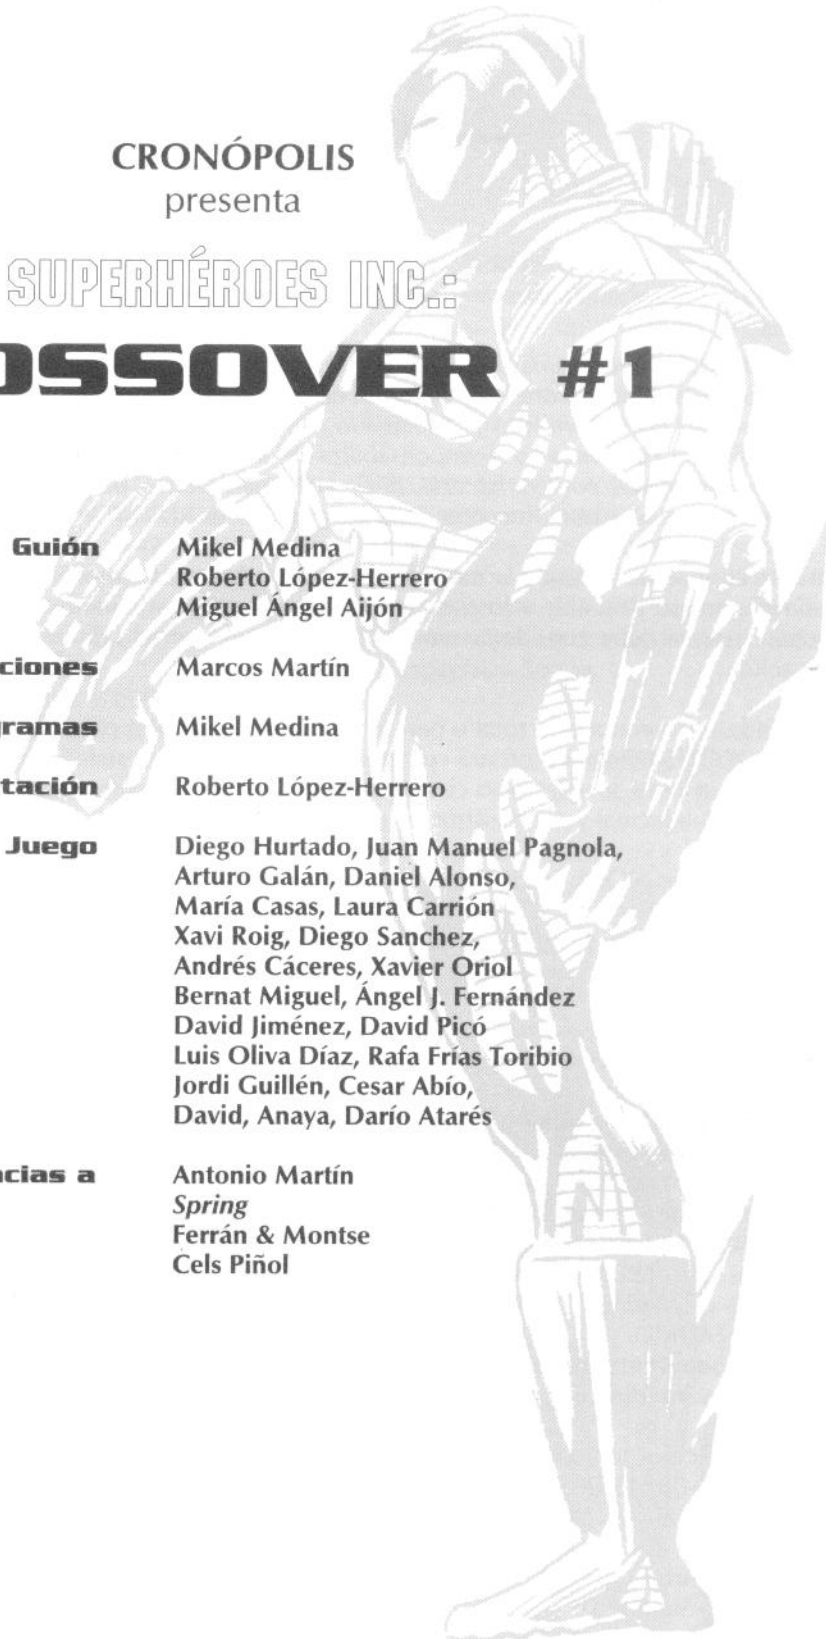 CRONÓPOLIS
presenta
SUPERHÉROES INC.:
OSSOVER #1
Guión Mikel Medina
Roberto López-Herrero
Miguel Ángel Aijón
ciones Marcos Martín
gramas Mikel Medina
tación Roberto López-Herrero
Juego Diego Hurtado, Juan Manuel Pagnola,
Arturo Galán, Daniel Alonso,
María Casas, Laura Carrión
Xavi Roig, Diego Sanchez,
Andrés Cáceres, Xavier Oriol
Bernat Miguel, Ángel J. Fernández
David Jiménez, David Picó
Luis Oliva Díaz, Rafa Frías Toribio
Jordi Guillén, Cesar Abío,
David, Anaya, Darío Atarés
cias a Antonio Martín
Spring
Ferrán & Montse
Cels Piñol